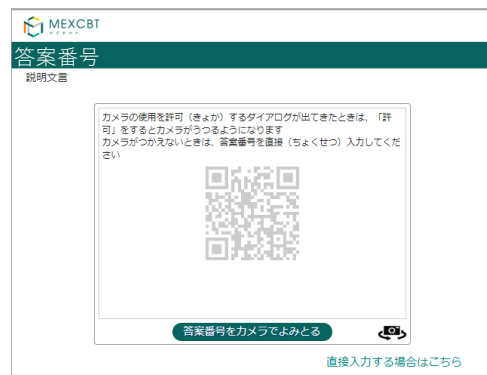 MEXCBT
メクビット
答案番号
説明文言
カメラの使用を許可（きょか）するダイアログが出てきたときは、「許
可」をするとカメラがうつるようになります
カメラがつかえないときは、答案番号を直接（ちょくせつ）入力してくだ
さい
答案番号をカメラでよみとる
直接入力する場合はこちら